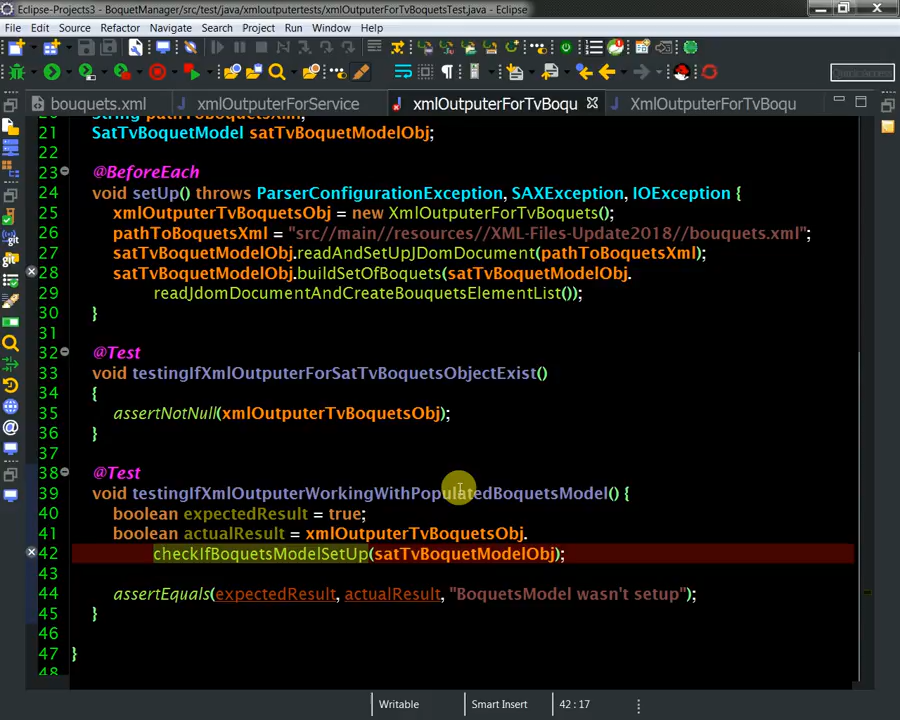 Eclipse-Projects3 - BoquetManager/src/test/java/xmloutputertests/xmlOutputerForTvBoquetsTest.java - Eclipse
File Edit Source Refactor Navigate Search Project Run Window Help
Quick Access
bouquets.xml xmlOutputerForService xmlOutputerForTvBoqu XmlOutputerForTvBoqu
20 String pathToBoquetsXml;
21 SatTvBoquetModel satTvBoquetModelObj;
22
23 @BeforeEach
24 void setUp() throws ParserConfigurationException, SAXException, IOException {
25 xmlOutputerTvBoquetsObj = new XmlOutputerForTvBoquets();
26 pathToBoquetsXml = "src//main//resources//XML-Files-Update2018//bouquets.xml";
27 satTvBoquetModelObj.readAndSetUpJDomDocument(pathToBoquetsXml);
28 satTvBoquetModelObj.buildSetOfBoquets(satTvBoquetModelObj.
29 readJdomDocumentAndCreateBouquetsElementList());
30 }
31
32 @Test
33 void testingIfXmlOutputerForSatTvBoquetsObjectExist()
34 {
35 assertNotNull(xmlOutputerTvBoquetsObj);
36 }
37
38 @Test
39 void testingIfXmlOutputerWorkingWithPopulatedBoquetsModel() {
40 boolean expectedResult = true;
41 boolean actualResult = xmlOutputerTvBoquetsObj.
42 checkIfBoquetsModelSetUp(satTvBoquetModelObj);
43
44 assertEquals(expectedResult, actualResult, "BoquetsModel wasn't setup");
45 }
46
47 }
48
Writable Smart Insert 42 : 17